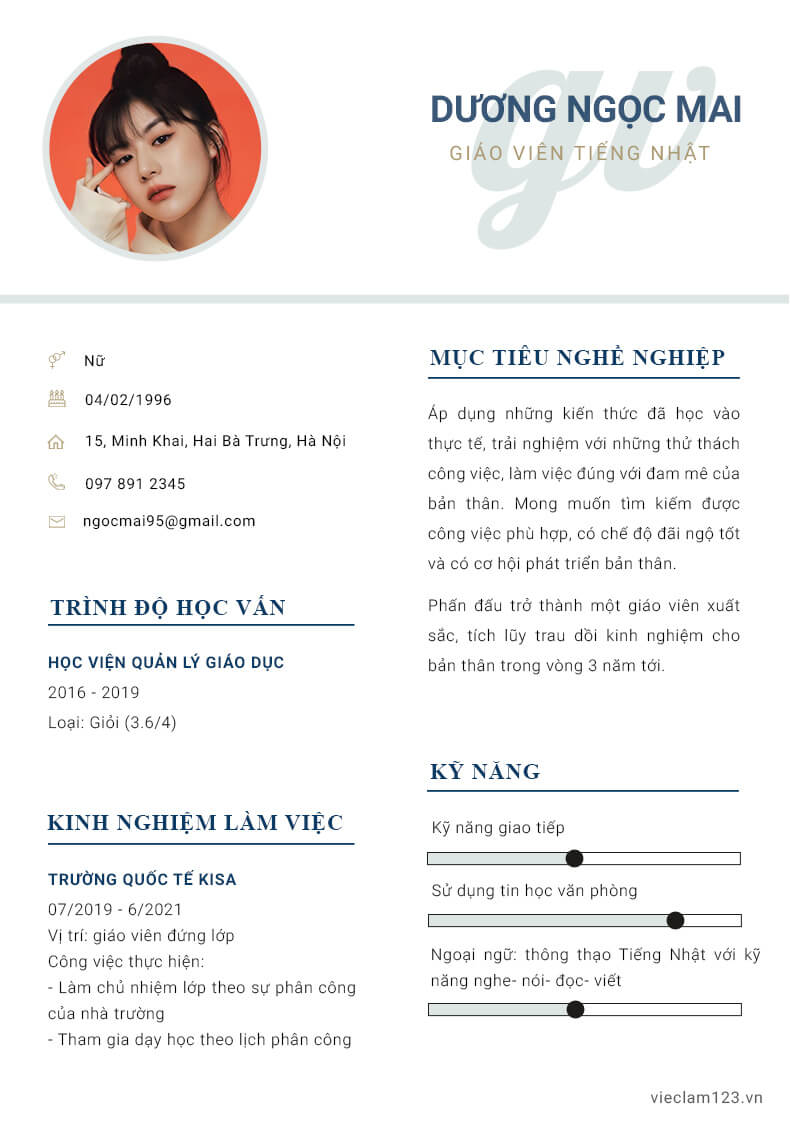 gv
DƯƠNG NGỌC MAI
GIÁO VIÊN TIẾNG NHẬT
Nữ
04/02/1996
15, Minh Khai, Hai Bà Trưng, Hà Nội
097 891 2345
ngocmai95@gmail.com
TRÌNH ĐỘ HỌC VẤN
HỌC VIỆN QUẢN LÝ GIÁO DỤC
2016 - 2019
Loại: Giỏi (3.6/4)
KINH NGHIỆM LÀM VIỆC
TRƯỜNG QUỐC TẾ KISA
07/2019 - 6/2021
Vị trí: giáo viên đứng lớp
Công việc thực hiện:
- Làm chủ nhiệm lớp theo sự phân công
của nhà trường
- Tham gia dạy học theo lịch phân công
MỤC TIÊU NGHỀ NGHIỆP
Áp dụng những kiến thức đã học vào
thực tế, trải nghiệm với những thử thách
công việc, làm việc đúng với đam mê của
bản thân. Mong muốn tìm kiếm được
công việc phù hợp, có chế độ đãi ngộ tốt
và có cơ hội phát triển bản thân.
Phấn đấu trở thành một giáo viên xuất
sắc, tích lũy trau dồi kinh nghiệm cho
bản thân trong vòng 3 năm tới.
KỸ NĂNG
Kỹ năng giao tiếp
Sử dụng tin học văn phòng
Ngoại ngữ: thông thạo Tiếng Nhật với kỹ
năng nghe- nói- đọc- viết
vieclam123.vn